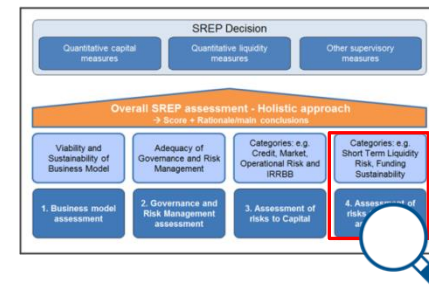 SREP Decision
Quantitative capital
measures
Quantitative liquidity
measures
Other supervisory
measures
Overall SREP assessment - Holistic approach
→ Score + Rationale/main conclusions
Viability and
Sustainability of
Business Model
Adequacy of
Governance and Risk
Management
Categories: e.g.
Credit, Market,
Operational Risk and
IRRBB
Categories: e.g.
Short Term Liquidity
Risk, Funding
Sustainability
1. Business model
assessment
2. Governance and
Risk Management
assessment
3. Assessment of
risks to Capital
4. Assessment of
risks